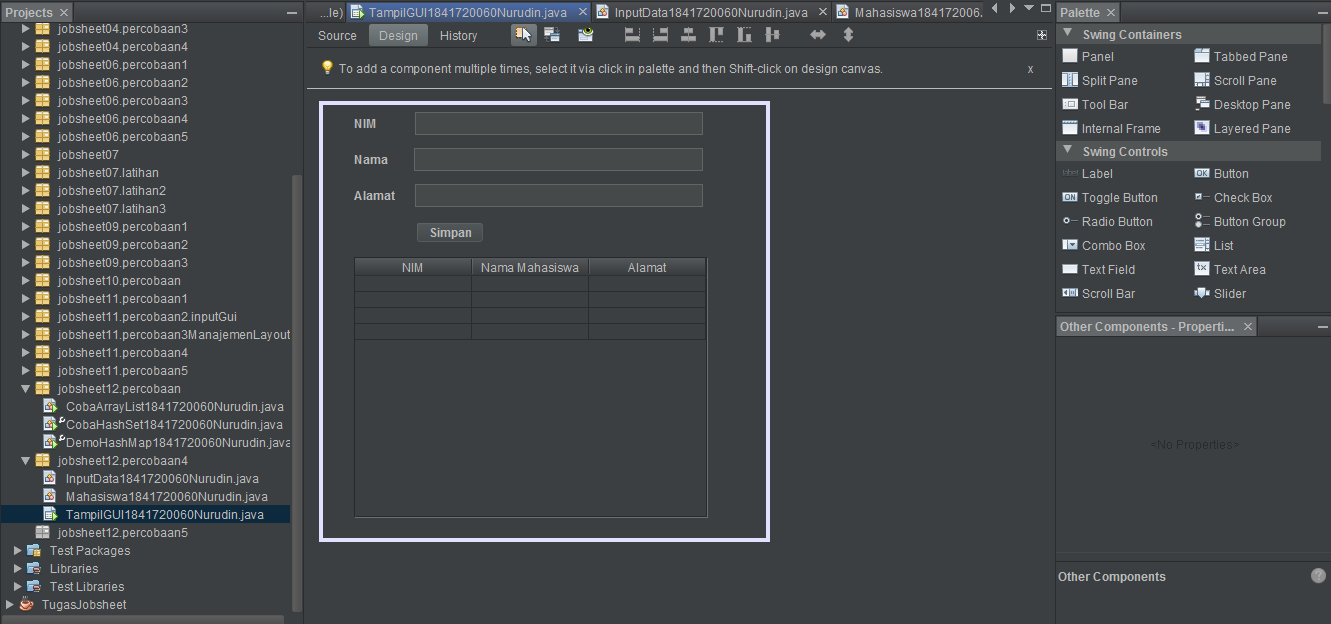 Projects
jobsheet04.percobaan3
jobsheet04.percobaan4
jobsheet06.percobaan1
jobsheet06.percobaan2
jobsheet06.percobaan3
jobsheet06.percobaan4
jobsheet06.percobaan5
jobsheet07
jobsheet07.latihan
jobsheet07.latihan2
jobsheet07.latihan3
jobsheet09.percobaan1
jobsheet09.percobaan2
jobsheet09.percobaan3
jobsheet10.percobaan
jobsheet11.percobaan1
jobsheet11.percobaan2.inputGui
jobsheet11.percobaan3ManajemenLayout
jobsheet11.percobaan4
jobsheet11.percobaan5
jobsheet12.percobaan
CobaArrayList1841720060Nurudin.java
CobaHashSet1841720060Nurudin.java
DemoHashMap1841720060Nurudin.java
jobsheet12.percobaan4
InputData1841720060Nurudin.java
Mahasiswa1841720060Nurudin.java
TampilGUI1841720060Nurudin.java
jobsheet12.percobaan5
Test Packages
Libraries
Test Libraries
TugasJobsheet
...le) TampilGUI1841720060Nurudin.java InputData1841720060Nurudin.java Mahasiswa184172006.
Source Design History
To add a component multiple times, select it via click in palette and then Shift-click on design canvas. x
NIM
Nama
Alamat
Simpan
NIM Nama Mahasiswa Alamat
Palette
Swing Containers
Panel Tabbed Pane
Split Pane Scroll Pane
Tool Bar Desktop Pane
Internal Frame Layered Pane
Swing Controls
label Label OK Button
ON Toggle Button Check Box
Radio Button Button Group
Combo Box List
Text Field tx Text Area
Scroll Bar Slider
Other Components - Properti...
<No Properties>
Other Components ?